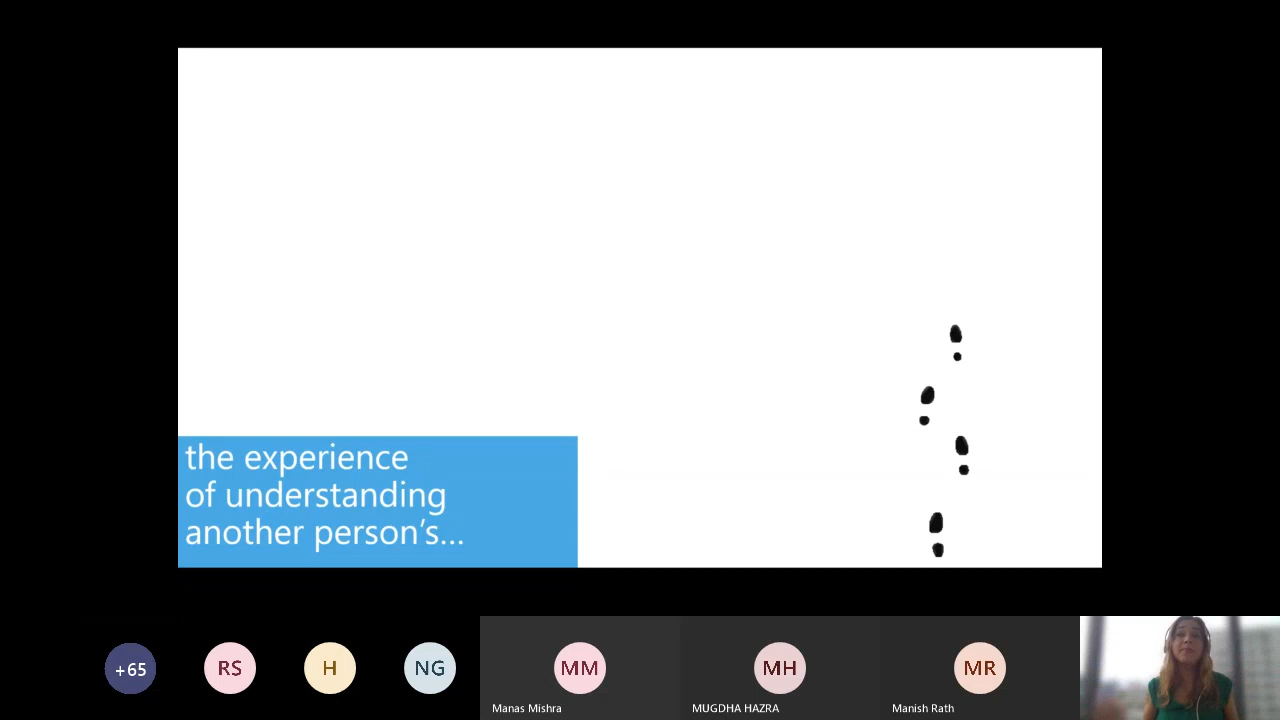 the experience
of understanding
another person's...
+65
RS
H
NG
MM
MH
MR
Manas Mishra
MUGDHA HAZRA
Manish Rath